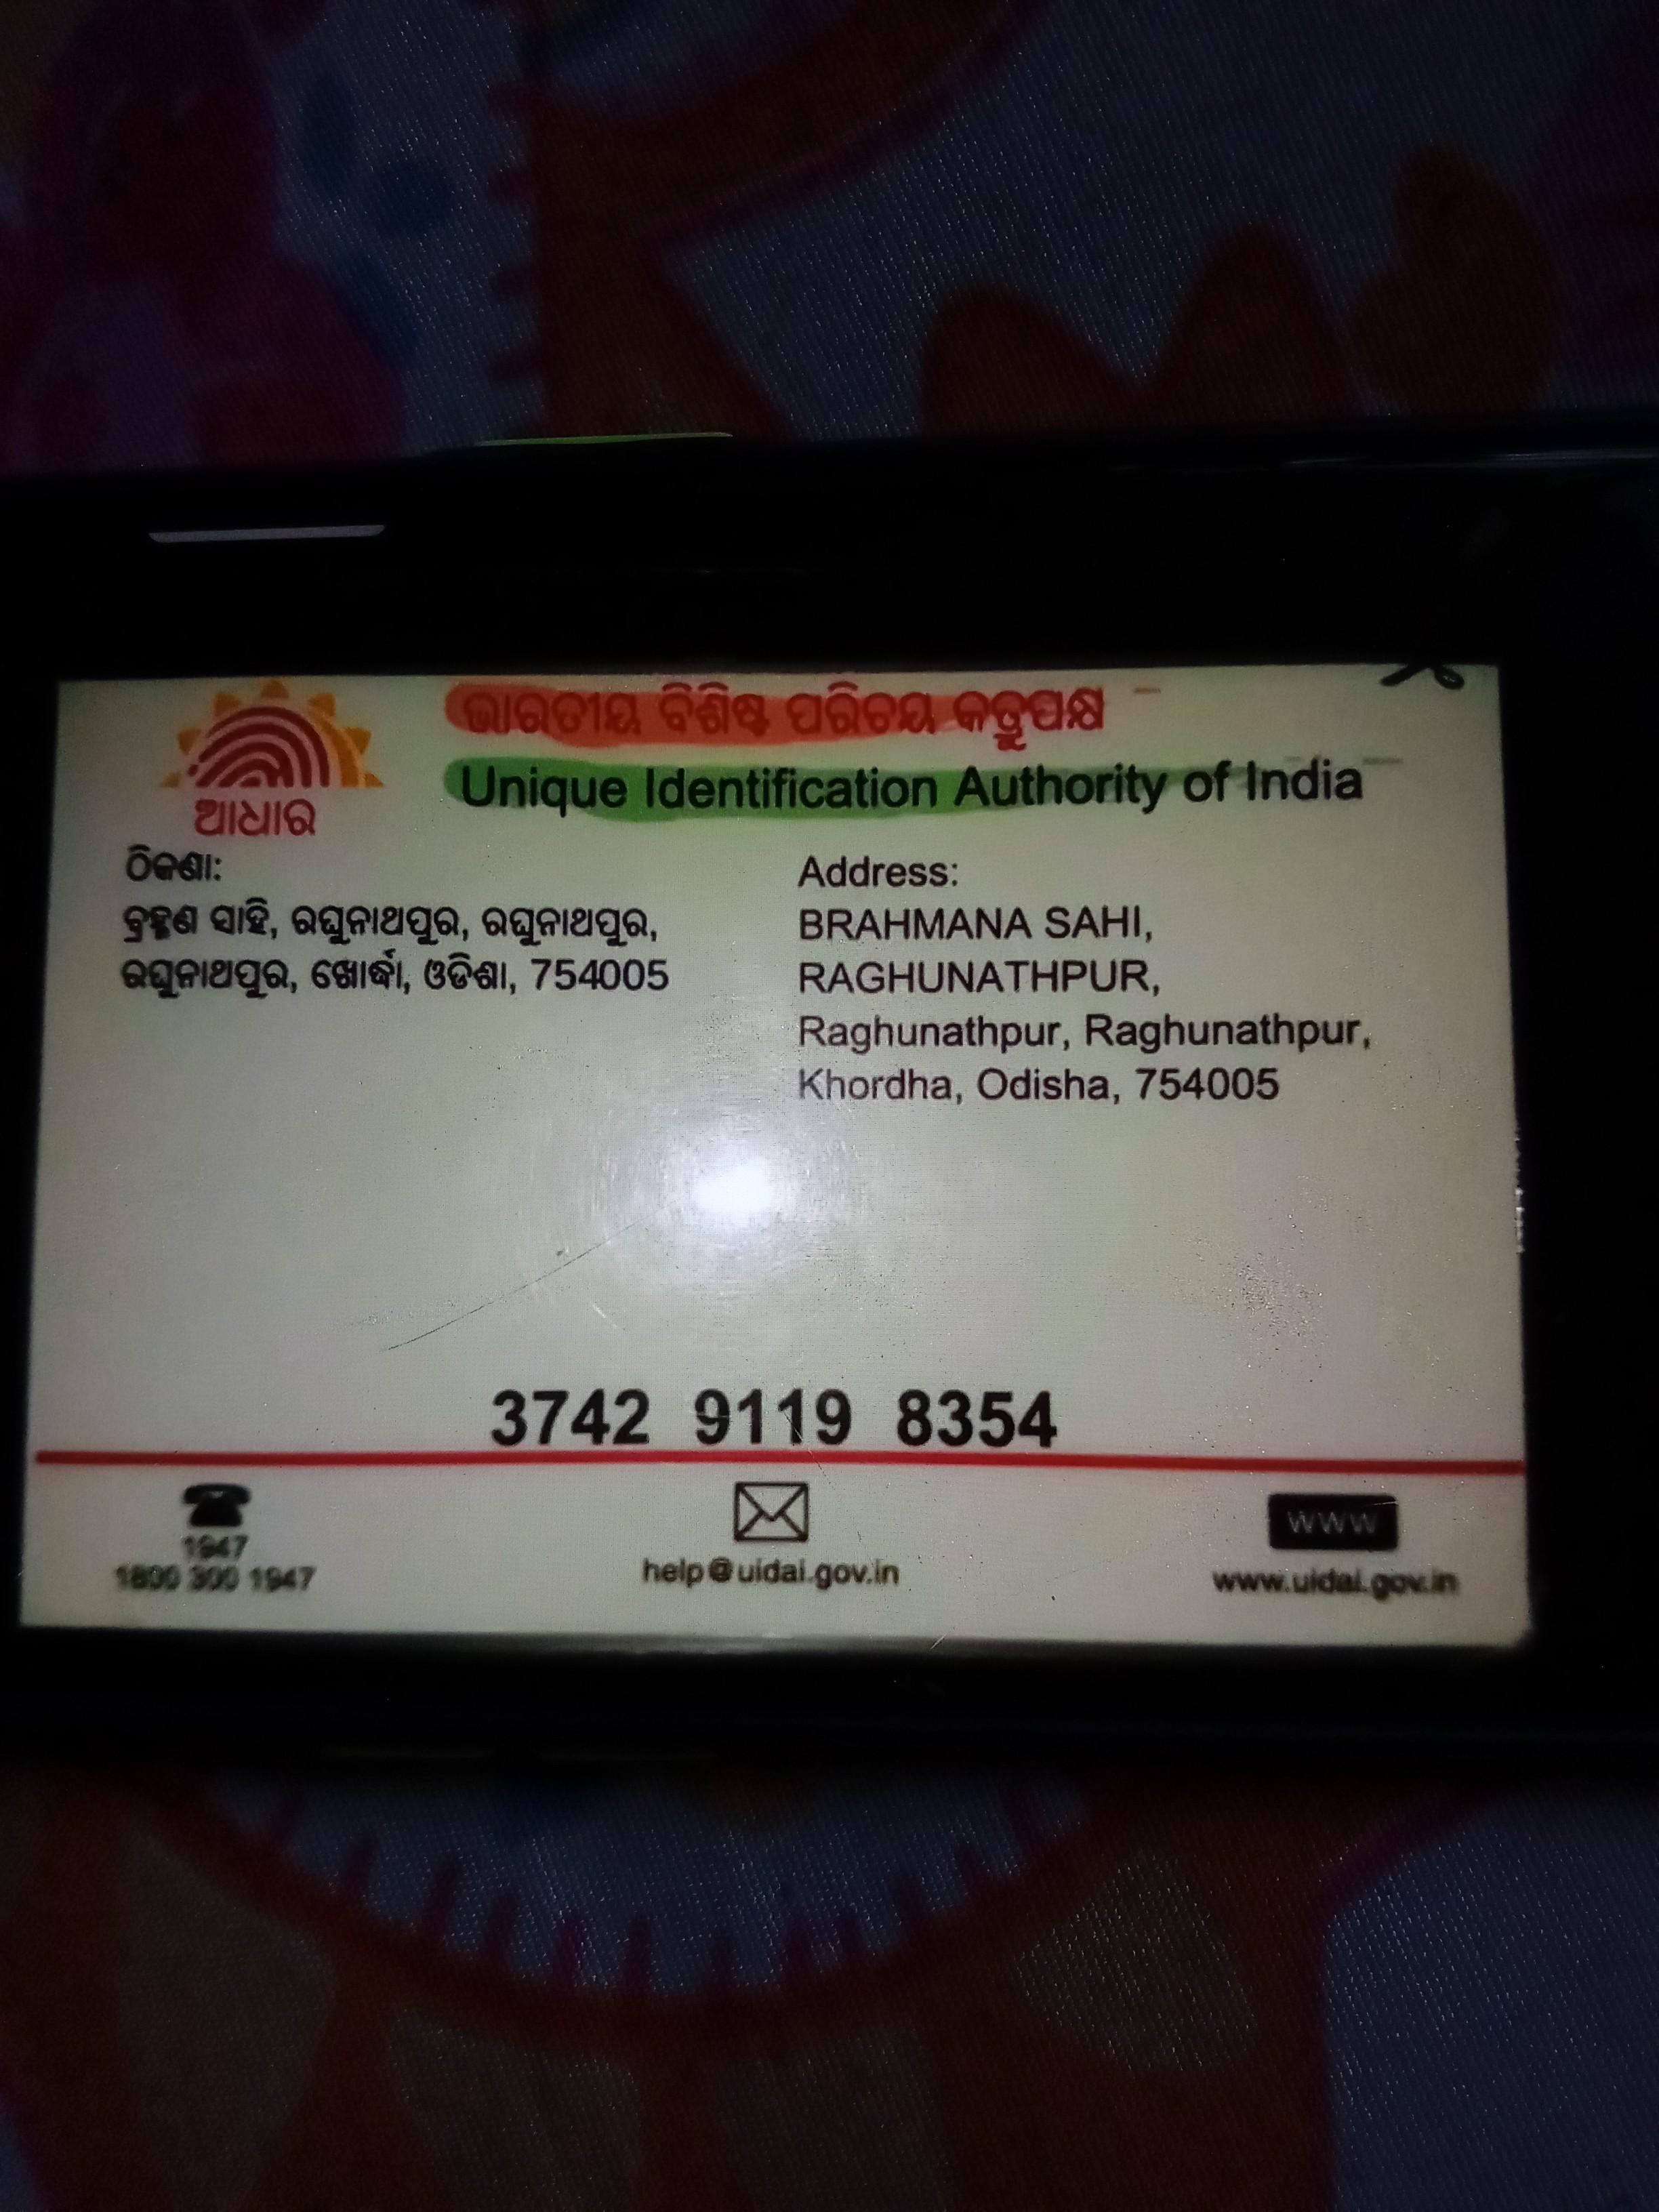 ଭାରତୀୟ ବିଶିଷ୍ଟ ପରିଚୟ କର୍ତ୍ତୃପକ୍ଷ
Unique Identification Authority of India
ଆଧାର
ଠିକଣା:
ବ୍ରହ୍ମଣ ସାହି, ରଘୁନାଥପୁର, ରଘୁନାଥପୁର,
ରଘୁନାଥପୁର, ଖୋର୍ଦ୍ଧା, ଓଡିଶା, 754005
Address:
BRAHMANA SAHI,
RAGHUNATHPUR,
Raghunathpur, Raghunathpur,
Khordha, Odisha, 754005
3742 9119 8354
1947
1800 300 1947
help@uidai.gov.in
www
www.uidai.gov.in